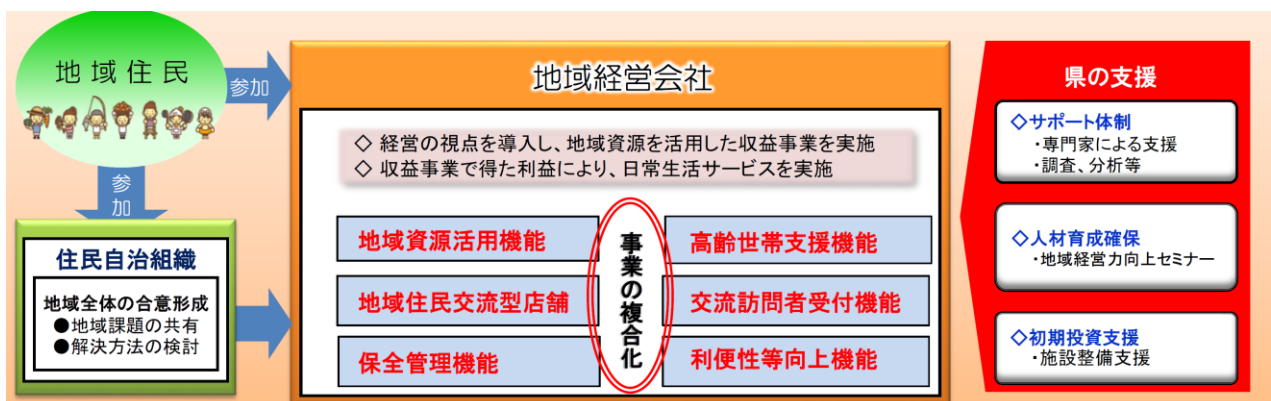 地域住民
参加
参加
住民自治組織
地域全体の合意形成
●地域課題の共有
●解決方法の検討
地域経営会社
◇ 経営の視点を導入し、地域資源を活用した収益事業を実施
◇ 収益事業で得た利益により、日常生活サービスを実施
地域資源活用機能
地域住民交流型店舗
保全管理機能
事業の複合化
高齢世帯支援機能
交流訪問者受付機能
利便性等向上機能
県の支援
◇サポート体制
・専門家による支援
・調査、分析等
◇人材育成確保
・地域経営力向上セミナー
◇初期投資支援
・施設整備支援